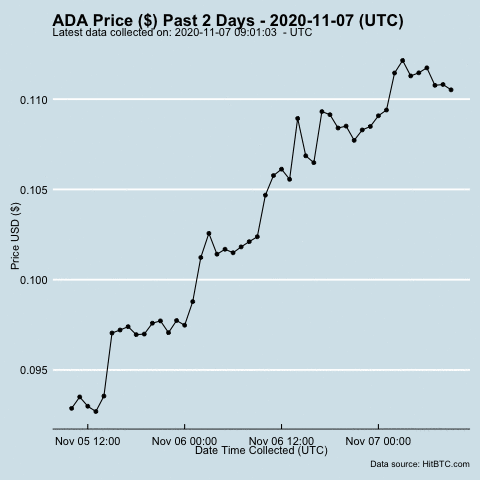 ADA Price ($) Past 2 Days - 2020-11-07 (UTC)
Latest data collected on: 2020-11-07 09:01:03 - UTC
0.110
0.105
0.100
0.095
Price USD ($)
Nov 05 12:00 Nov 06 00:00 Nov 06 12:00 Nov 07 00:00
Date Time Collected (UTC)
Data source: HitBTC.com